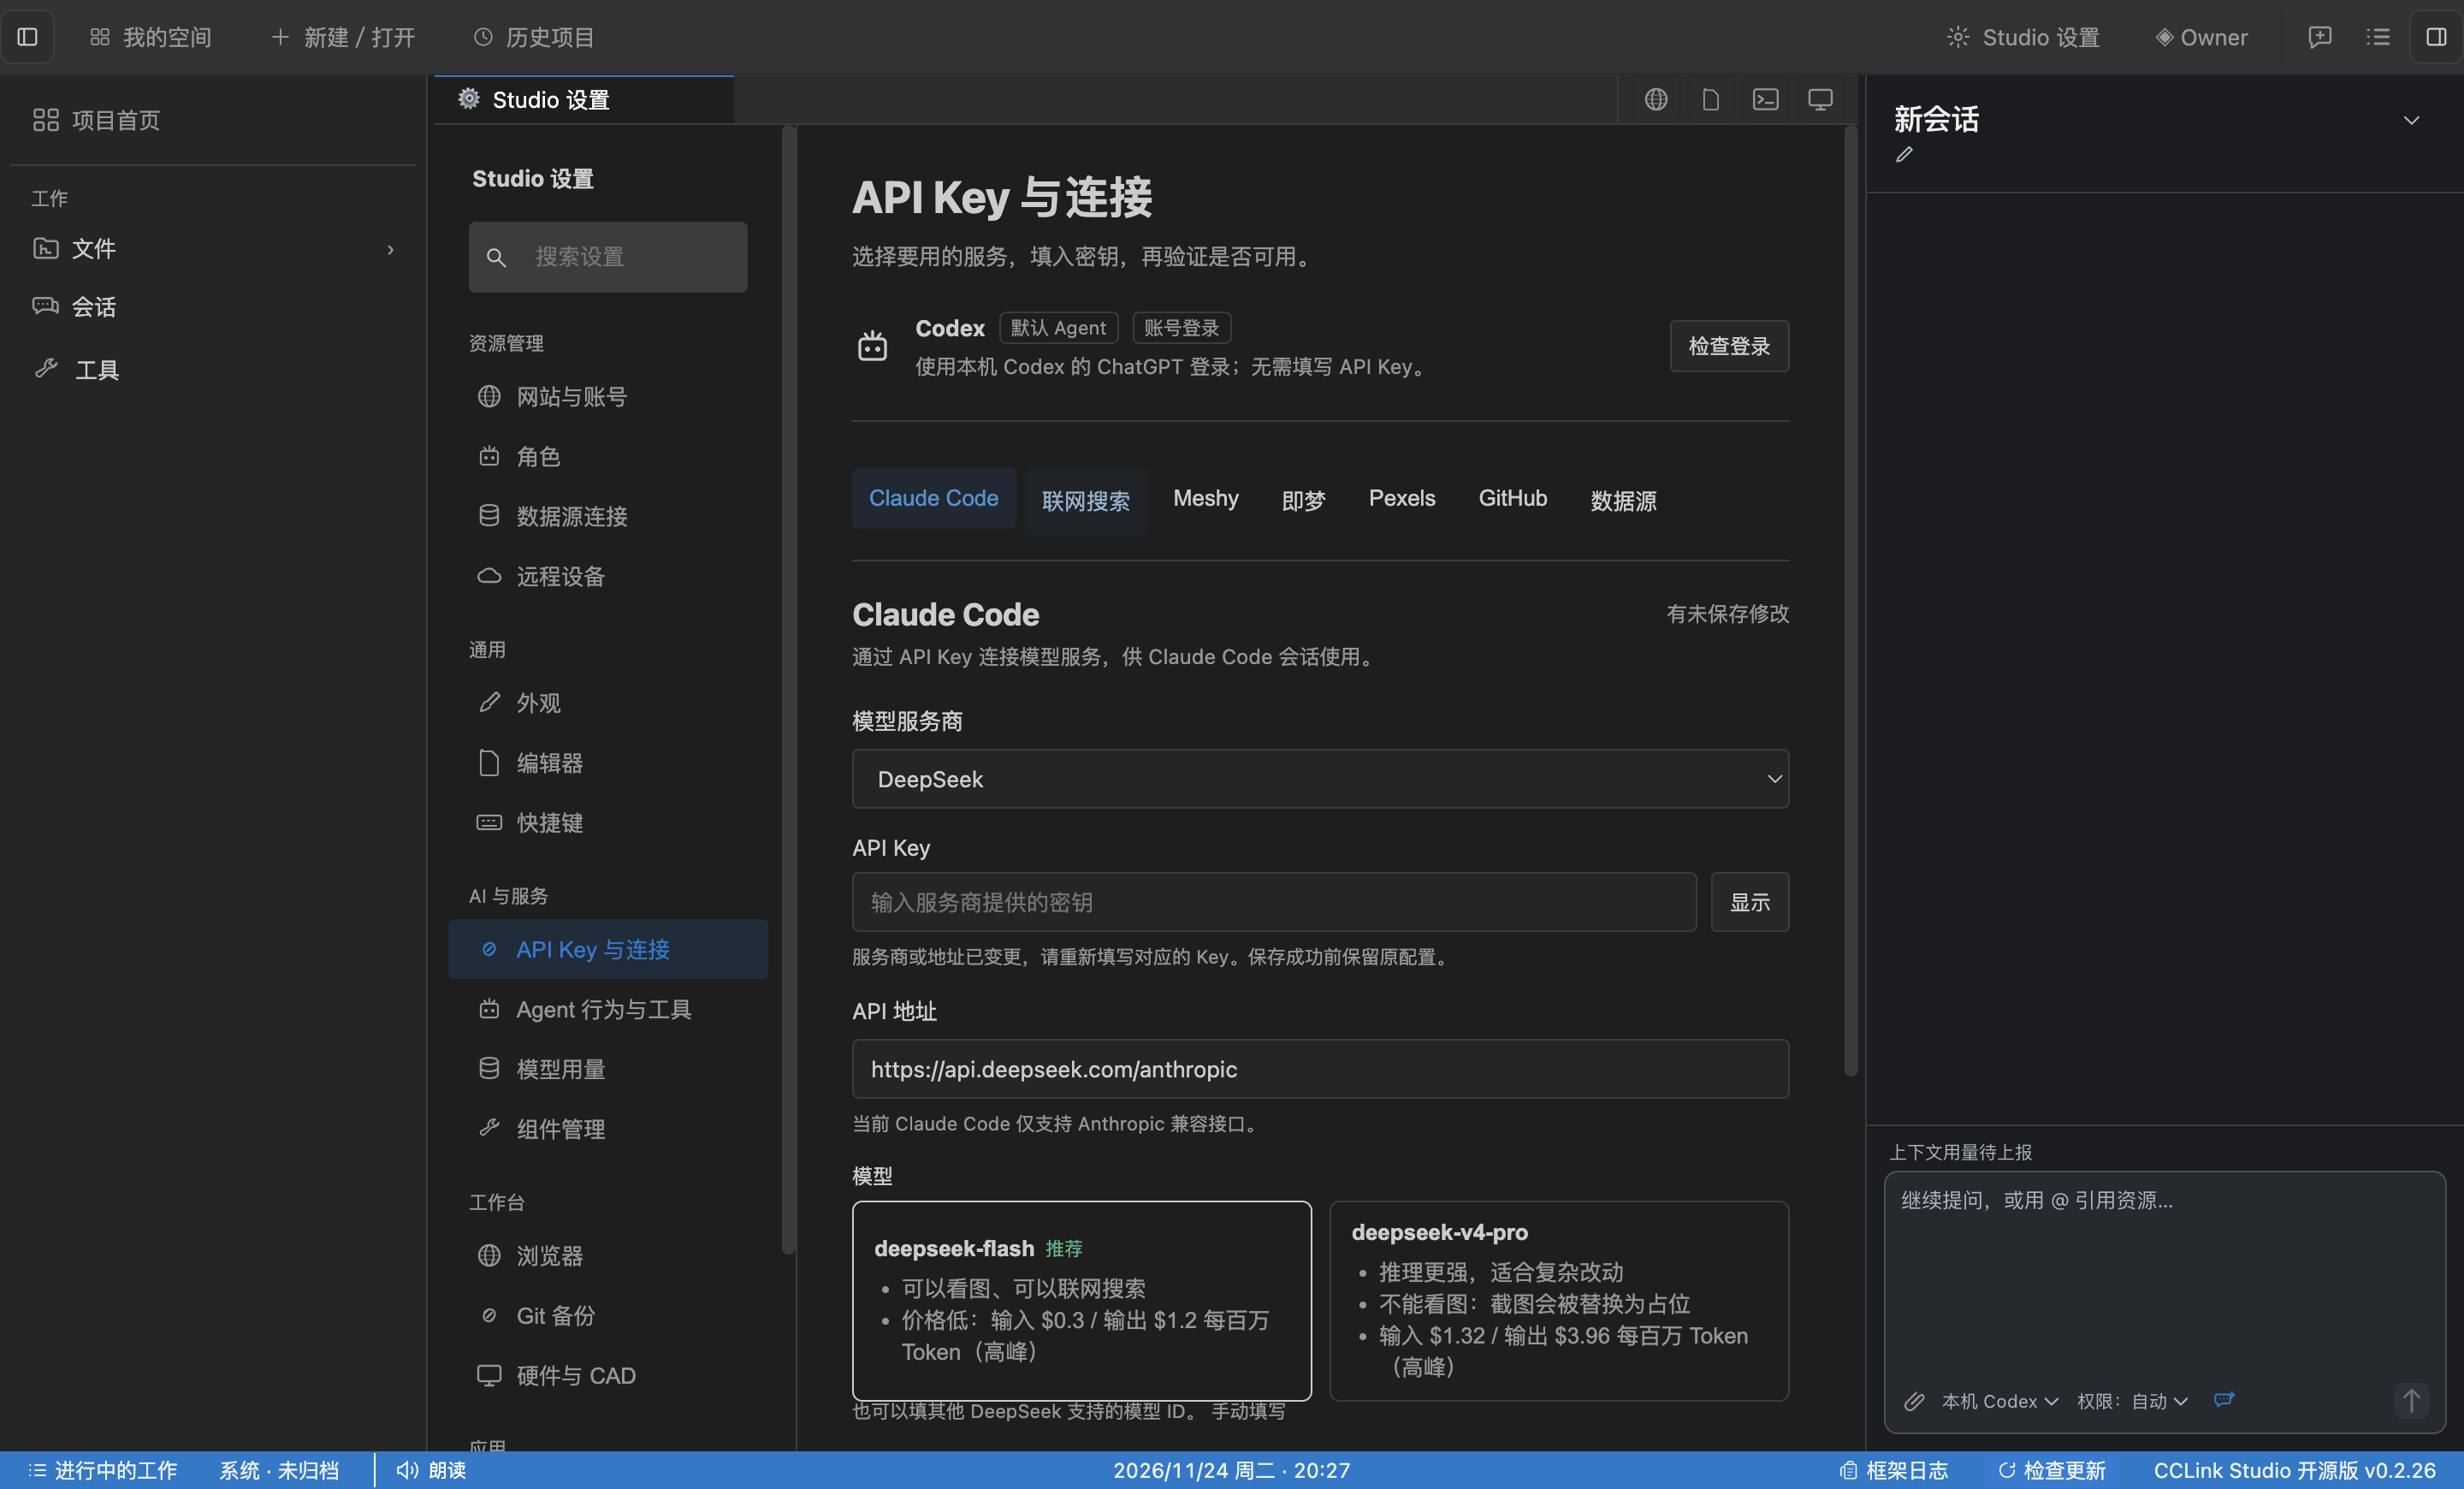 我的空间
新建 / 打开
历史项目
Studio 设置
Owner
项目首页
工作
文件
会话
工具
Studio 设置
Studio 设置
搜索设置
资源管理
网站与账号
角色
数据源连接
远程设备
通用
外观
编辑器
快捷键
AI 与服务
API Key 与连接
Agent 行为与工具
模型用量
组件管理
工作台
浏览器
Git 备份
硬件与 CAD
应用
API Key 与连接
选择要用的服务，填入密钥，再验证是否可用。
Codex 默认 Agent 账号登录
使用本机 Codex 的 ChatGPT 登录；无需填写 API Key。
检查登录
Claude Code 联网搜索 Meshy 即梦 Pexels GitHub 数据源
Claude Code
有未保存修改
通过 API Key 连接模型服务，供 Claude Code 会话使用。
模型服务商
DeepSeek
API Key
输入服务商提供的密钥
显示
服务商或地址已变更，请重新填写对应的 Key。保存成功前保留原配置。
API 地址
https://api.deepseek.com/anthropic
当前 Claude Code 仅支持 Anthropic 兼容接口。
模型
deepseek-flash 推荐
• 可以看图、可以联网搜索
• 价格低：输入 $0.3 / 输出 $1.2 每百万
Token（高峰）
deepseek-v4-pro
• 推理更强，适合复杂改动
• 不能看图：截图会被替换为占位
• 输入 $1.32 / 输出 $3.96 每百万 Token
（高峰）
也可以填其他 DeepSeek 支持的模型 ID。 手动填写
新会话
上下文用量待上报
继续提问，或用 @ 引用资源...
本机 Codex
权限：自动
进行中的工作
系统 · 未归档
朗读
2026/11/24 周二 · 20:27
框架日志
检查更新
CCLink Studio 开源版 v0.2.26